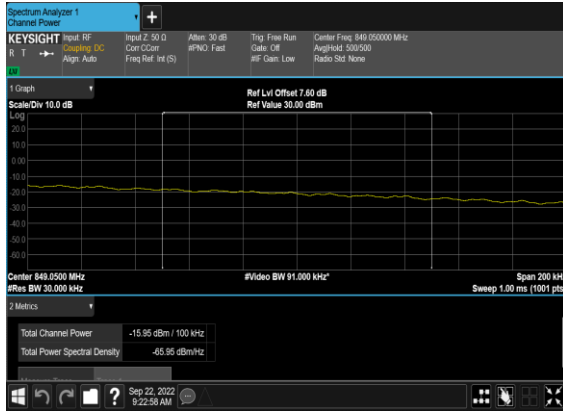 Spectrum Analyzer 1
Channel Power
+
KEYSIGHT
R T
LV
Input: RF
Coupling: DC
Align: Auto
Input Z: 50 Ω
Corr CCorr
Freq Ref: Int (S)
Atten: 30 dB
#PNO: Fast
Trig: Free Run
Gate: Off
#IF Gain: Low
Center Freq: 849.050000 MHz
Avg|Hold: 500/500
Radio Std: None
1 Graph
Scale/Div 10.0 dB
Ref Lvl Offset 7.60 dB
Ref Value 30.00 dBm
Log
20.0
10.0
0.00
-10.0
-20.0
-30.0
-40.0
-50.0
-60.0
Center 849.0500 MHz
#Video BW 91.000 kHz*
Span 200 kH
#Res BW 30.000 kHz
Sweep 1.00 ms (1001 pts
2 Metrics
Total Channel Power -15.95 dBm / 100 kHz
Total Power Spectral Density -65.95 dBm/Hz
?
Sep 22, 2022
9:22:58 AM